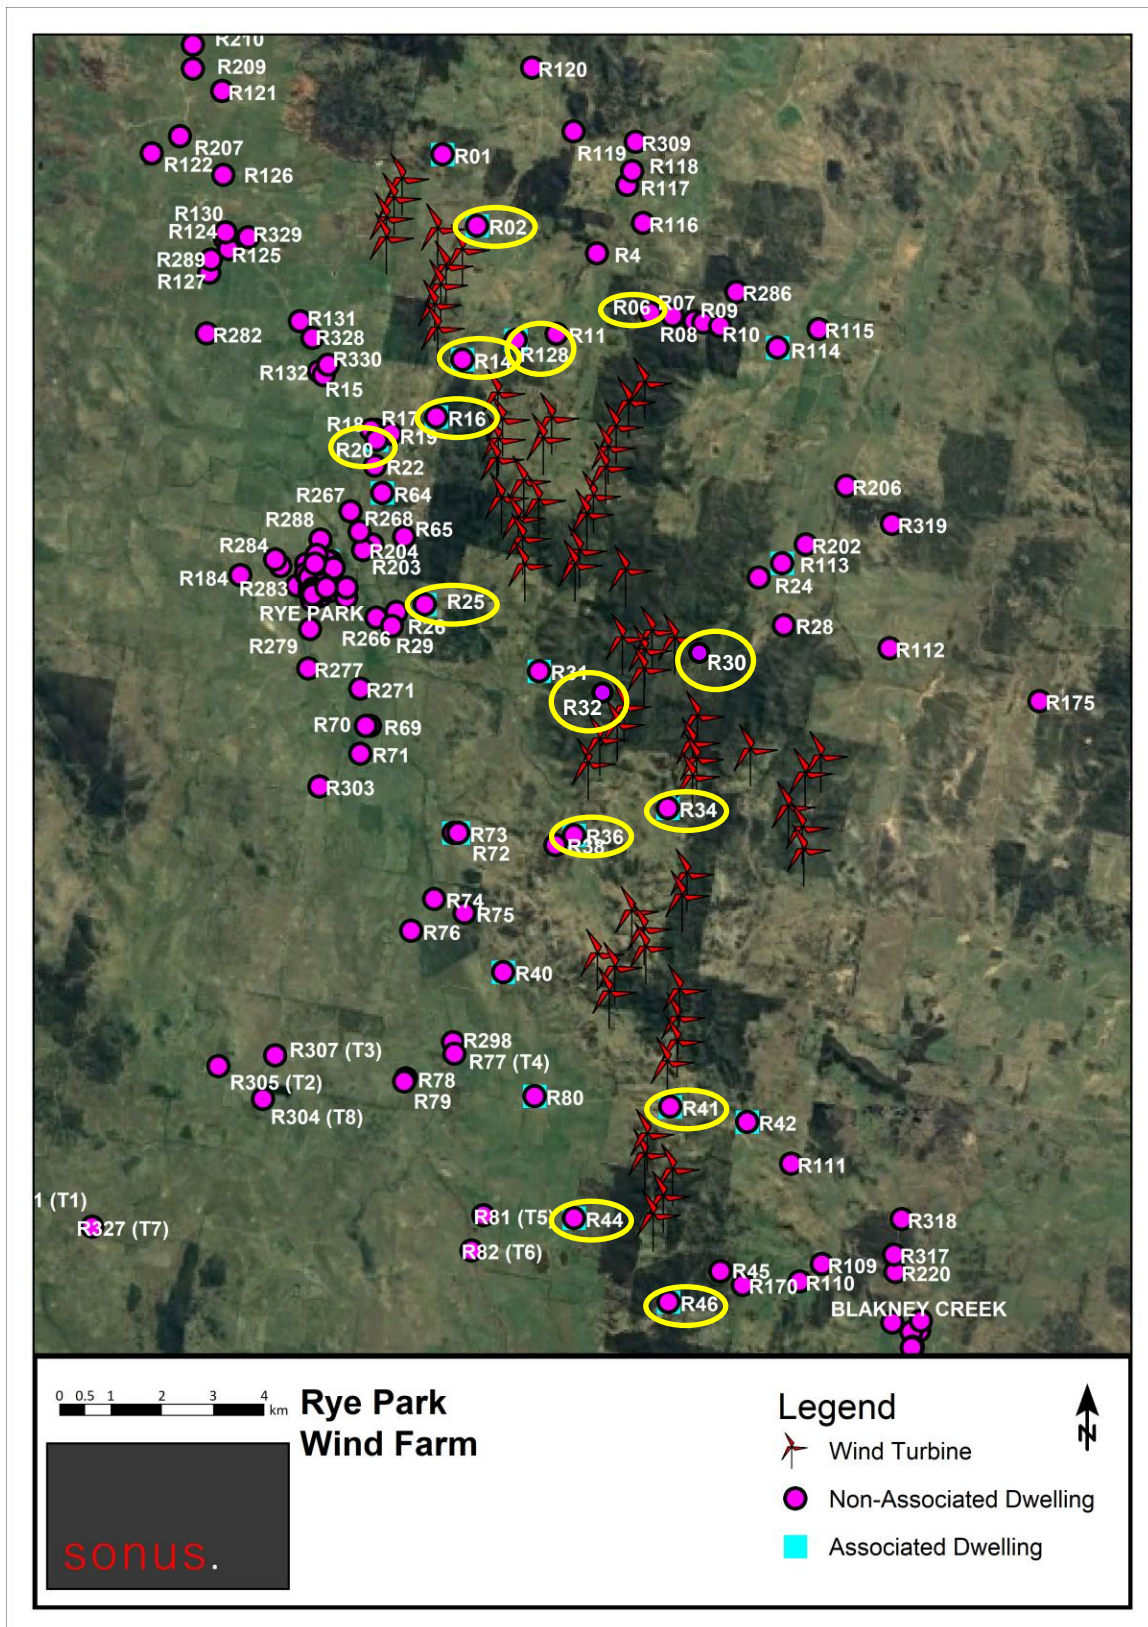 R210
R209
R121
R120
R207
R122
R126
R119
R309
R118
R117
R01
R130
R124
R329
R125
R289
R127
R02
R116
R4
R286
R06
R07
R09
R08
R10
R115
R114
R131
R282
R328
R330
R132
R15
R11
R128
R14
R18
R17
R16
R19
R20
R22
R64
R206
R267
R268
R288
R65
R319
R284
R204
R203
R202
R113
R184
R283
R24
RYE PARK
R25
R26
R266
R29
R28
R279
R112
R30
R277
R31
R271
R32
R175
R70
R69
R71
R303
R34
R73
R72
R36
R38
R74
R75
R76
R40
R298
R307 (T3)
R77 (T4)
R305 (T2)
R78
R79
R304 (T8)
R80
R41
R42
R111
1 (T1)
R327 (T7)
R81 (T5)
R44
R318
R82 (T6)
R317
R109
R45
R220
R170
R110
R46
BLAKNEY CREEK
0 0.5 1 2 3 4
km
Rye Park
Wind Farm
sonus.
Legend
N
Wind Turbine
Non-Associated Dwelling
Associated Dwelling